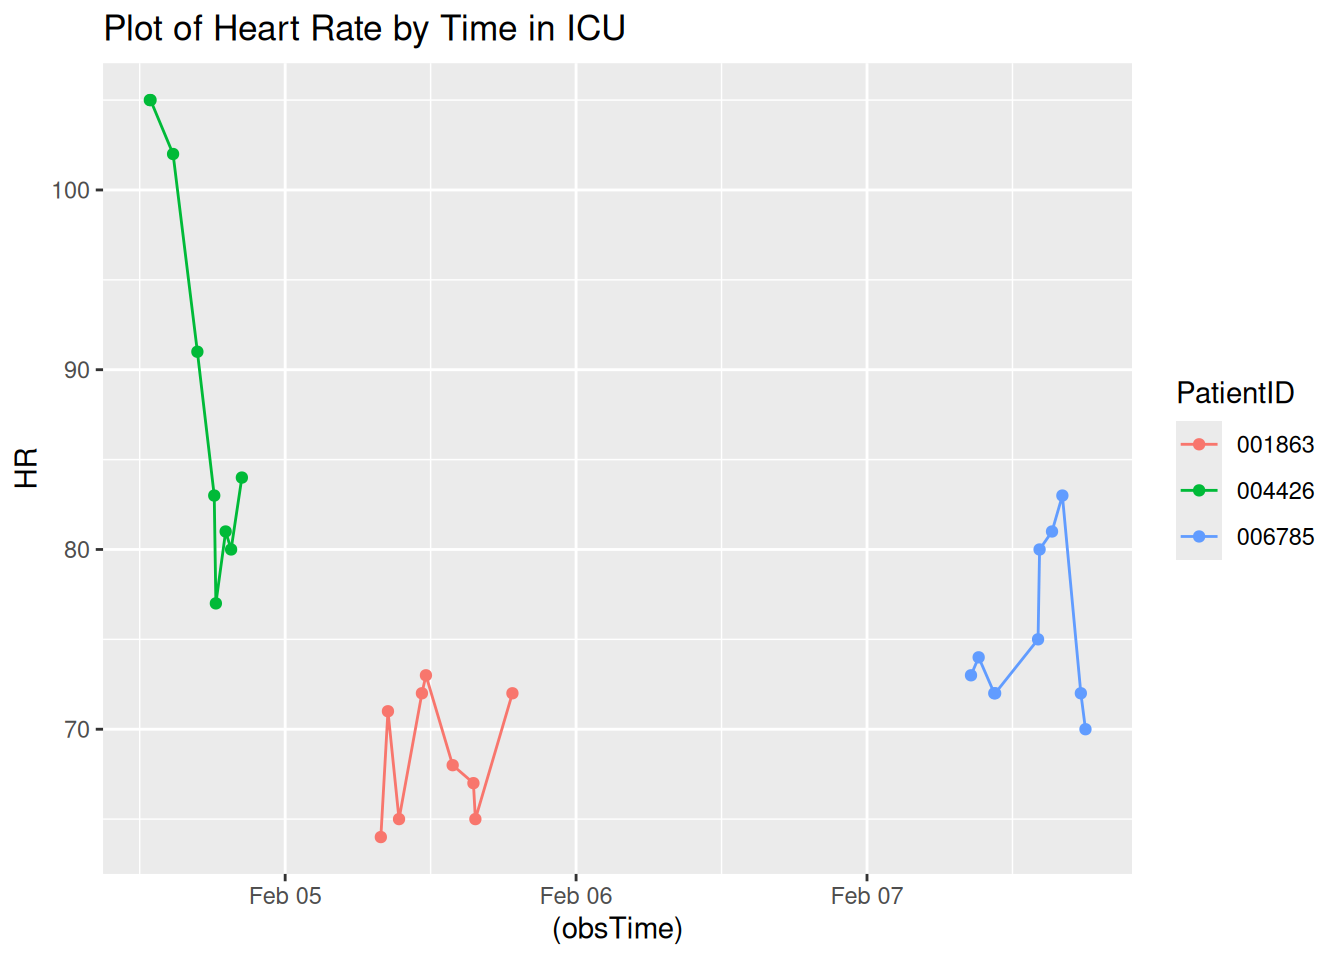 Plot of Heart Rate by Time in ICU
HR
100
90
80
70
Feb 05
Feb 06
Feb 07
(obsTime)
PatientID
001863
004426
006785